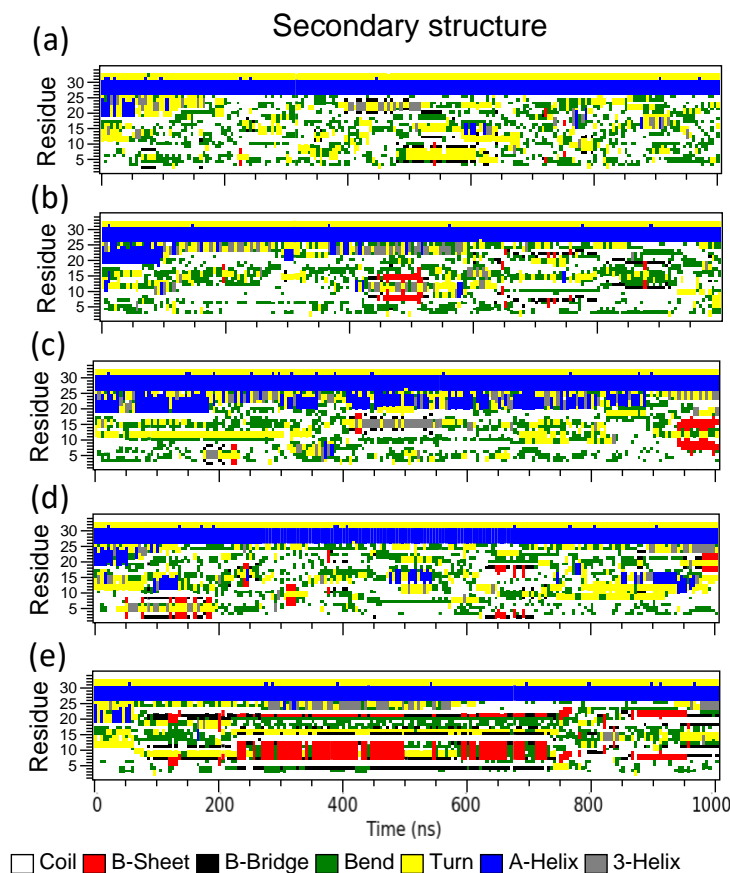 Secondary structure
(a)
Residue
30
25
20
15
10
5
(b)
Residue
30
25
20
15
10
5
(c)
Residue
30
25
20
15
10
5
(d)
Residue
30
25
20
15
10
5
(e)
Residue
30
25
20
15
10
5
0 200 400 600 800 1000
Time (ns)
Coil B-Sheet B-Bridge Bend Turn A-Helix 3-Helix